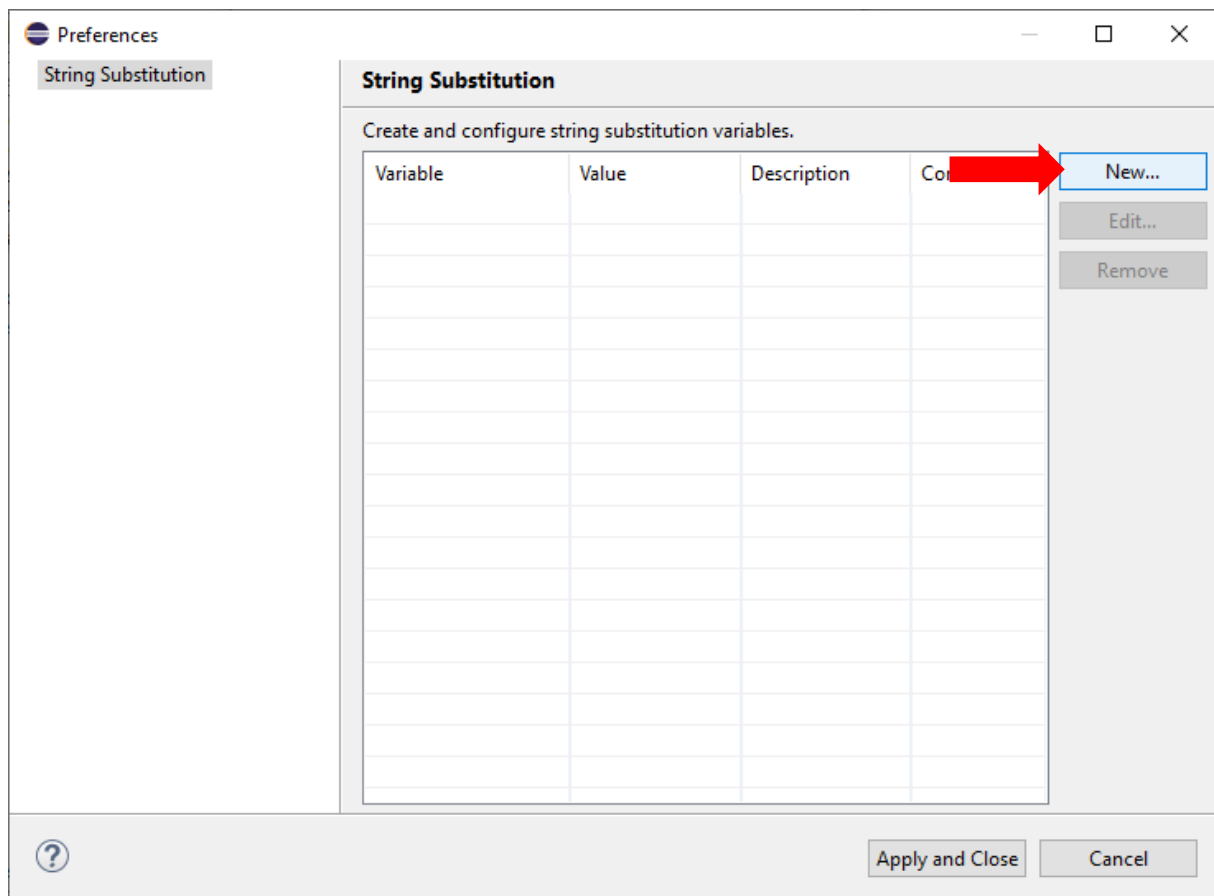 Preferences
String Substitution
String Substitution
Create and configure string substitution variables.
Variable Value Description
New...
Edit...
Remove
Apply and Close Cancel